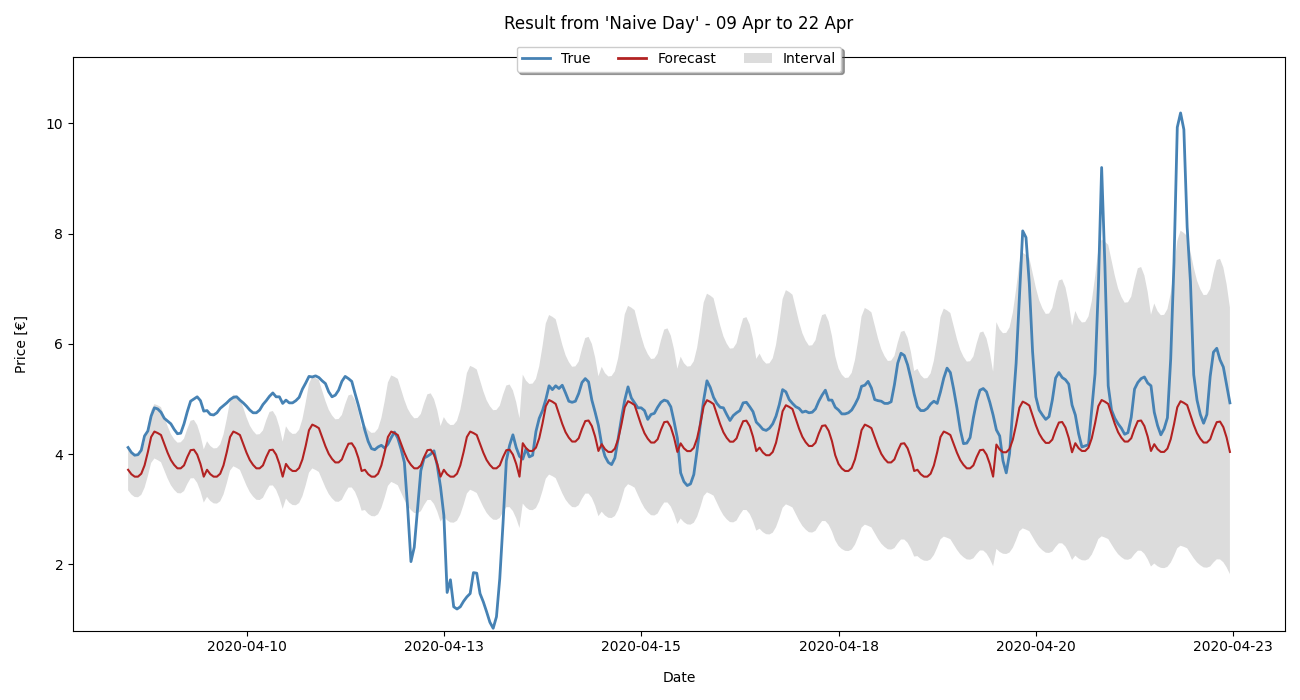 Result from 'Naive Day' - 09 Apr to 22 Apr
True Forecast Interval
Price [€]
10
8
6
4
2
2020-04-10 2020-04-13 2020-04-15 2020-04-18 2020-04-20 2020-04-23
Date